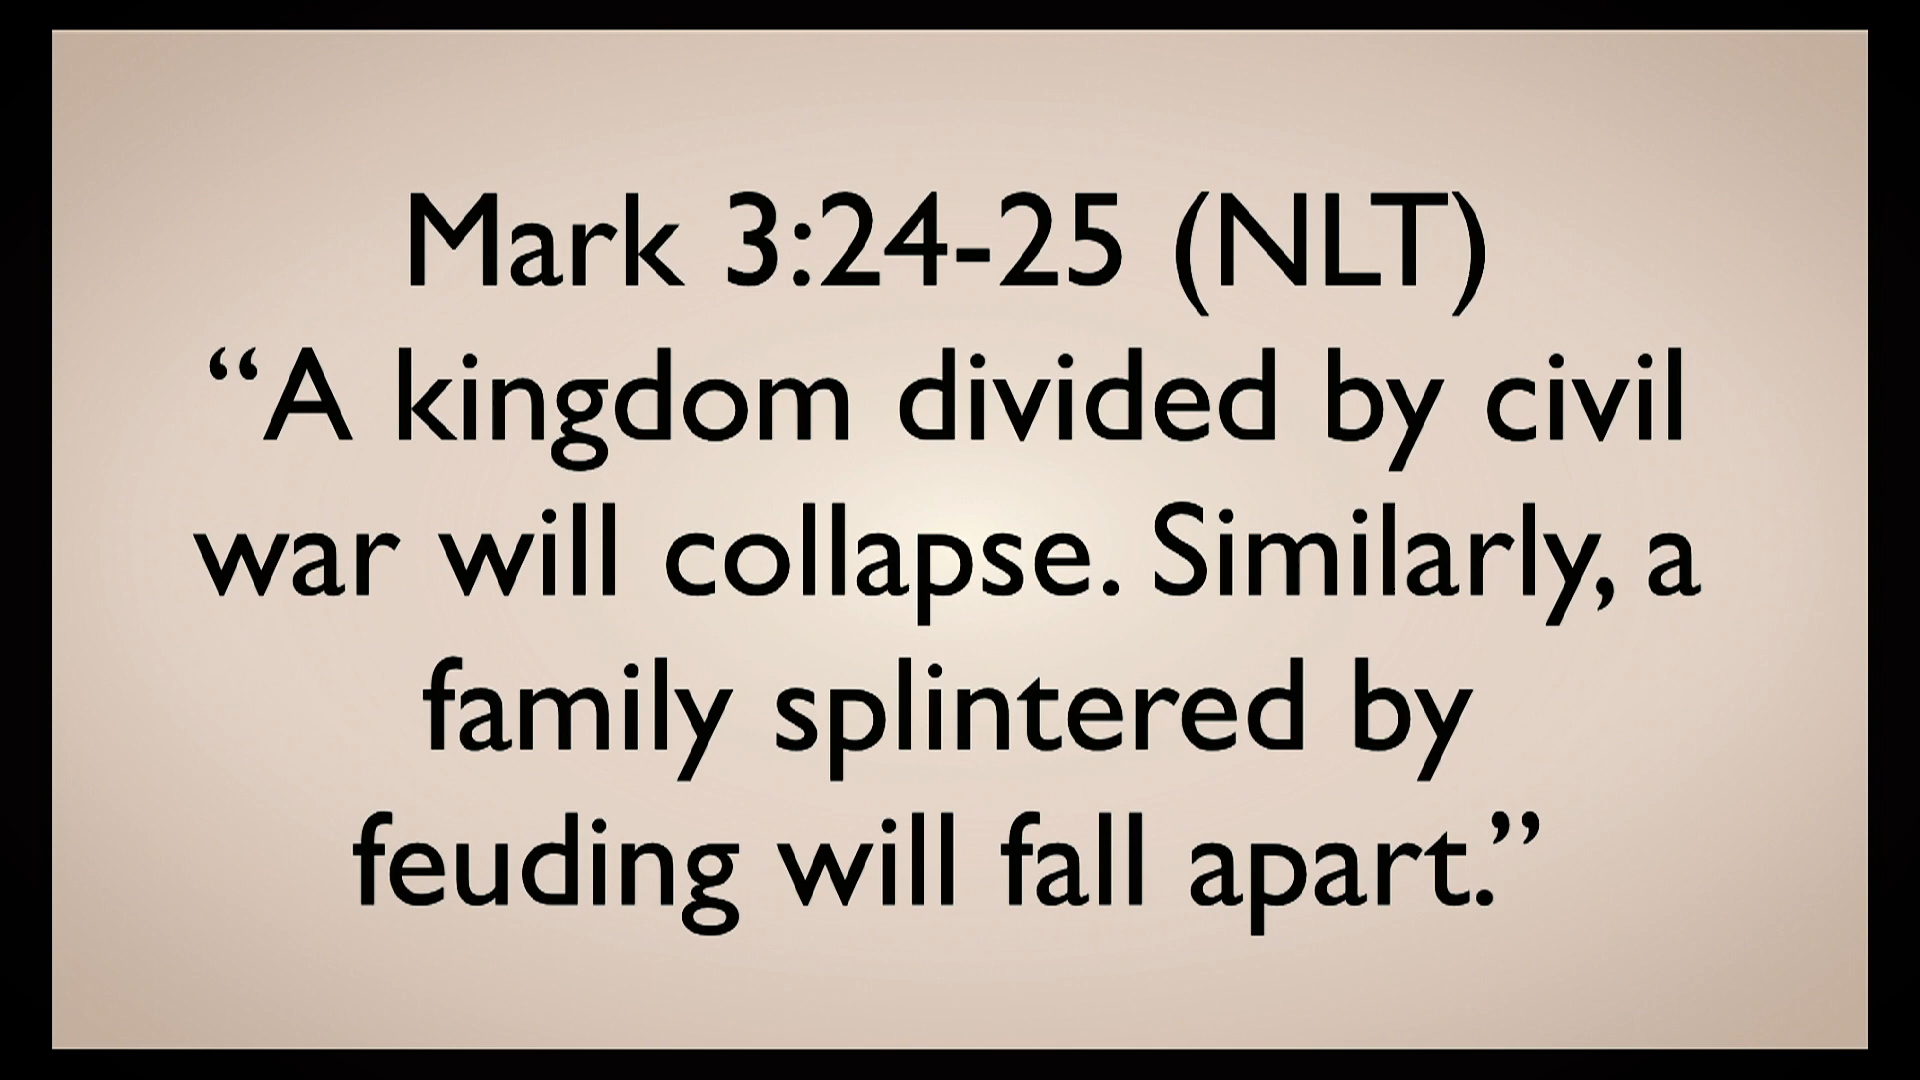 Mark 3:24-25 (NLT)
“A kingdom divided by civil
war will collapse. Similarly, a
family splintered by
feuding will fall apart.”